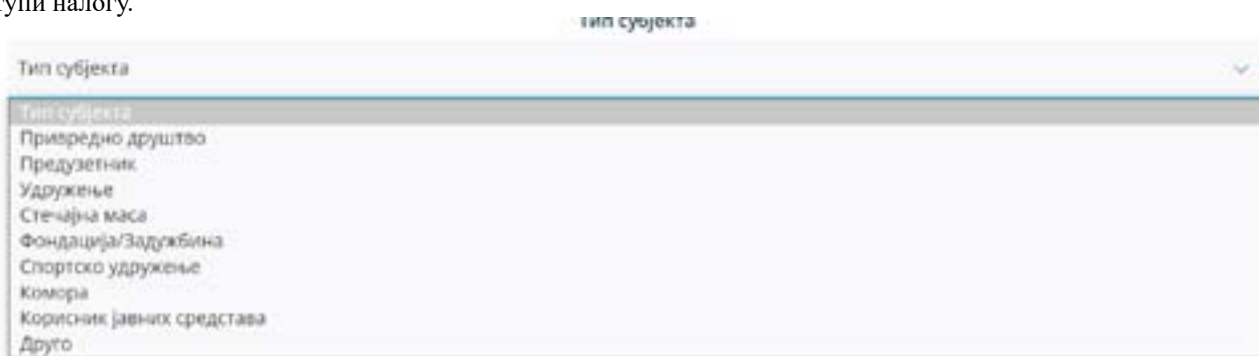 налогу.
Тип субјекта
Тип субјекта
Тип субјекта
Привредно друштво
Предузетник
Удружење
Стечајна маса
Фондација/Задужбина
Спортско удружење
Комора
Корисник јавних средстава
Друго